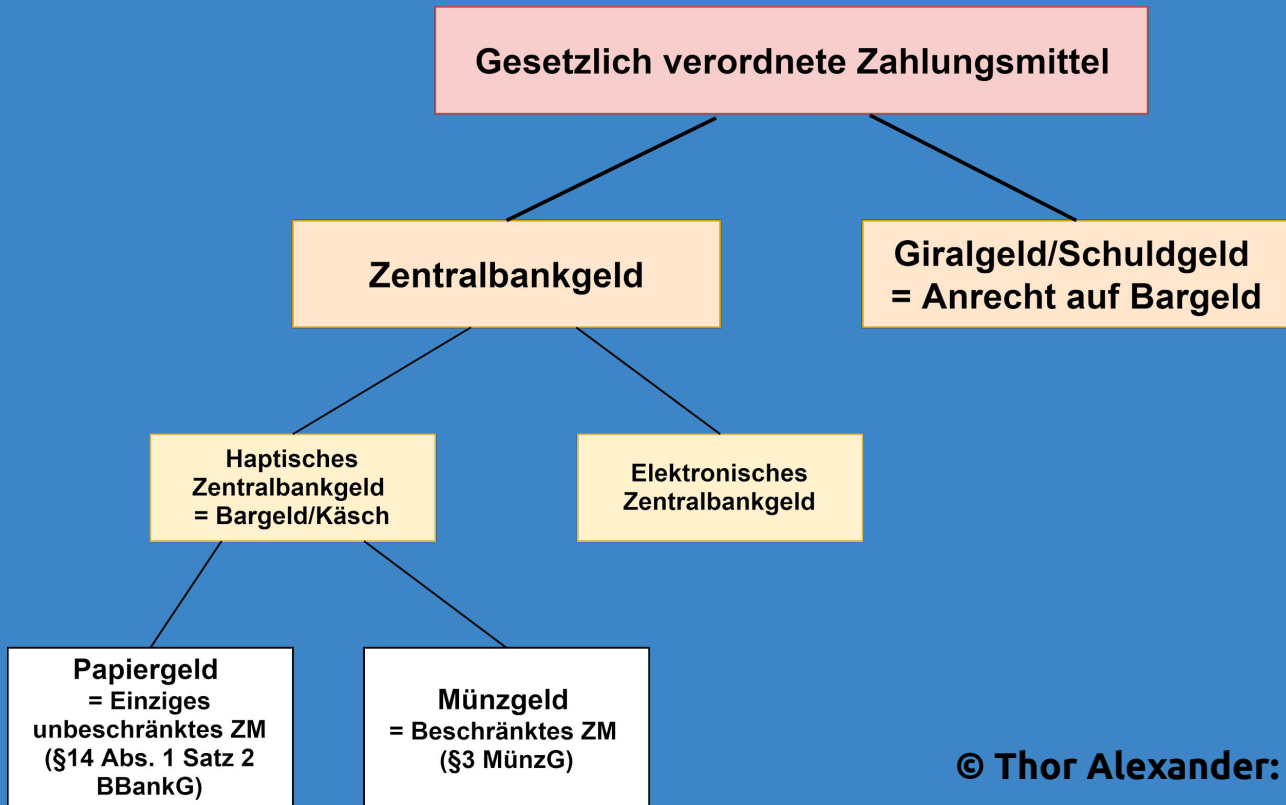 Gesetzlich verordnete Zahlungsmittel
Zentralbankgeld
Giralgeld/Schuldgeld
= Anrecht auf Bargeld
Haptisches
Zentralbankgeld
= Bargeld/Käsch
Elektronisches
Zentralbankgeld
Papiergeld
= Einziges
unbeschränktes ZM
(§14 Abs. 1 Satz 2
BBankG)
Münzgeld
= Beschränktes ZM
(§3 MünzG)
© Thor Alexander: